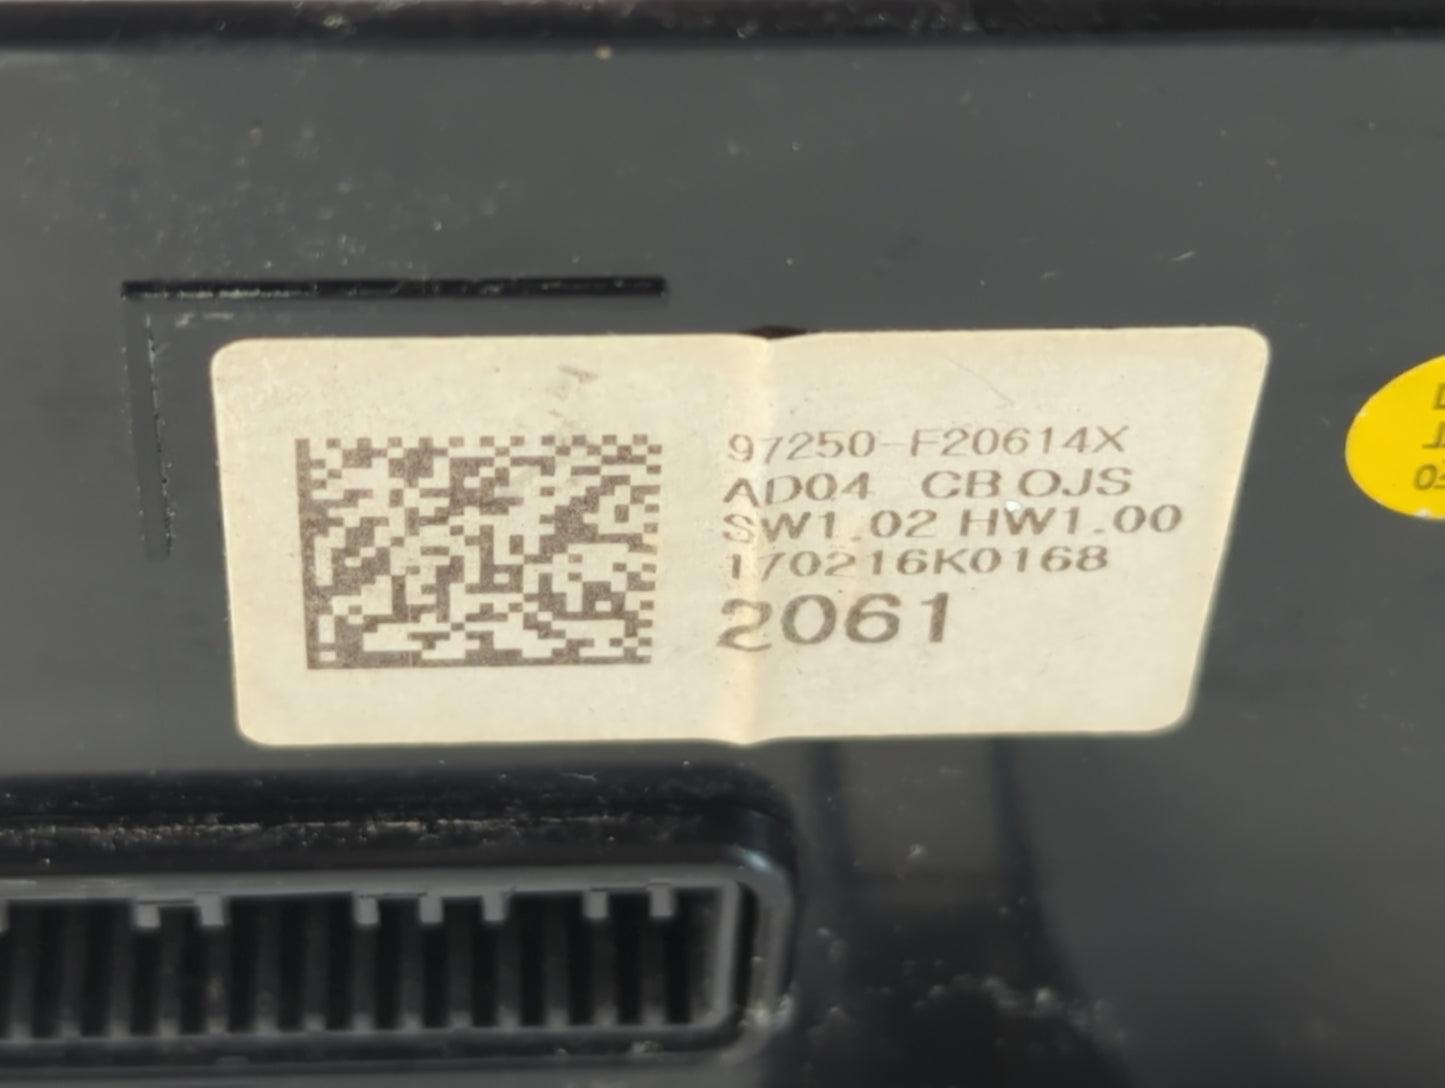 97250-F20614X
AD04 CB OJS
SW1.02 HW1.00
170216K0168
2061